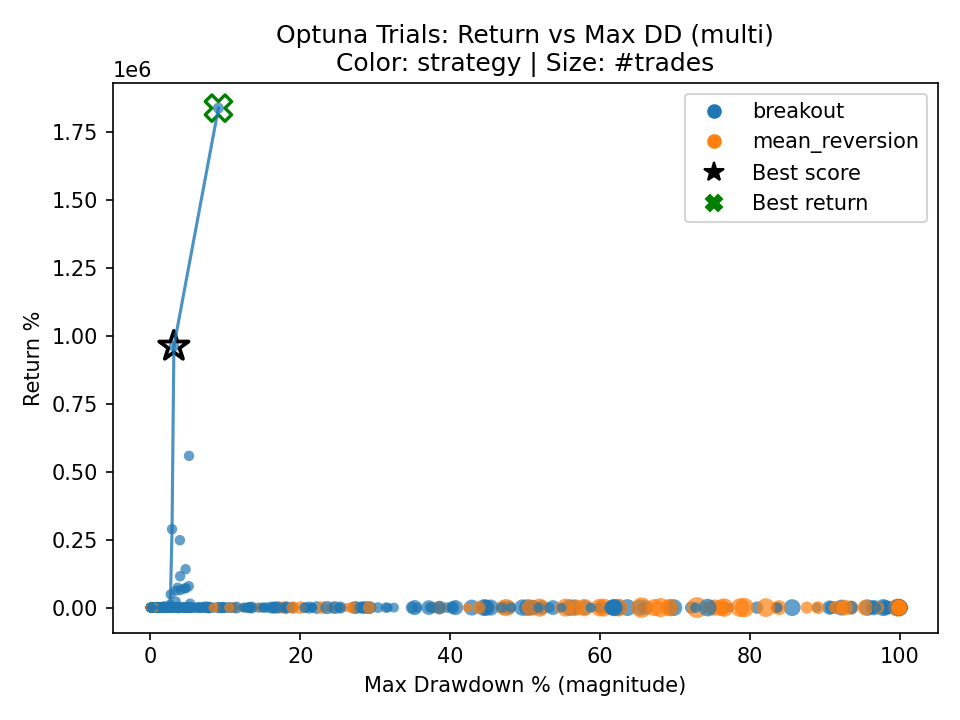 Optuna Trials: Return vs Max DD (multi)
Color: strategy | Size: #trades
1e6
breakout
mean_reversion
Best score
Best return
1.75
1.50
1.25
1.00
0.75
0.50
0.25
0.00
Return %
0 20 40 60 80 100
Max Drawdown % (magnitude)